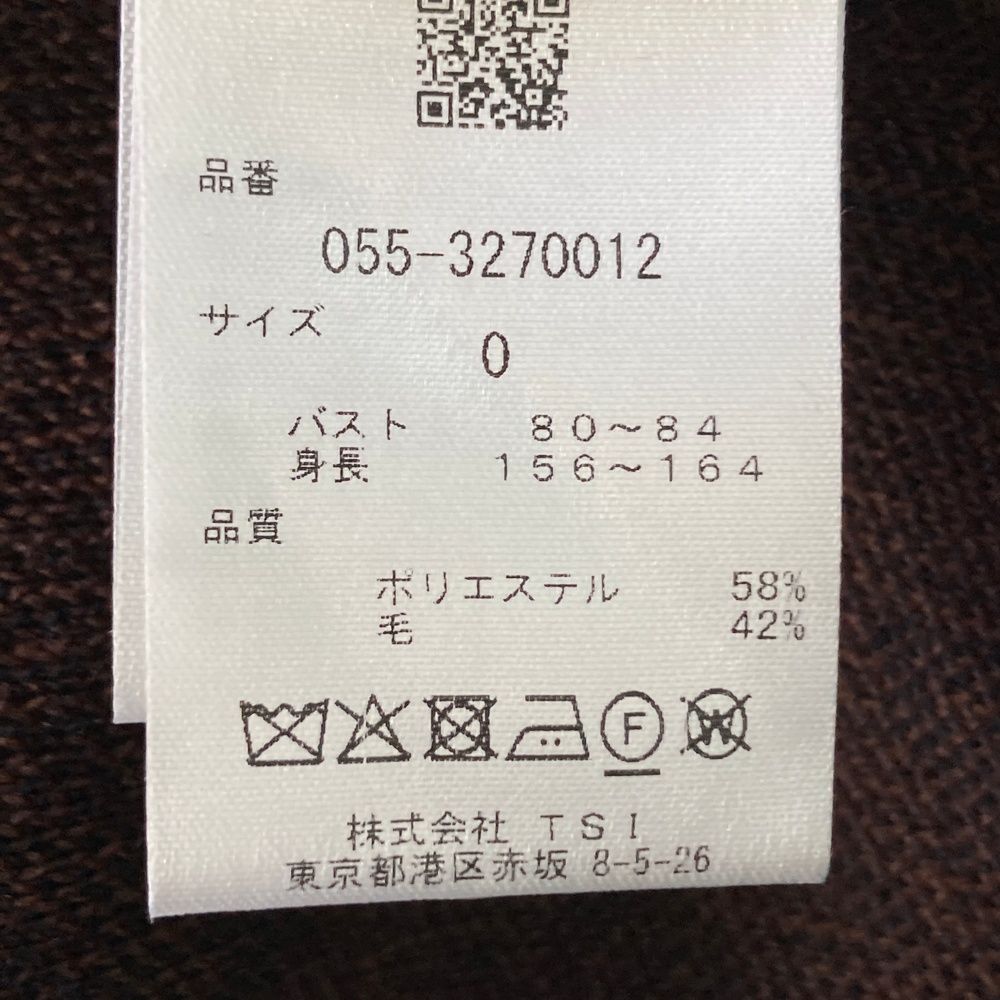 品番
055-3270012
サイズ
0
バスト 80～84
身長 156～164
品質
ポリエステル 58%
毛 42%
F W
株式会社 TSI
東京都港区赤坂 8-5-26